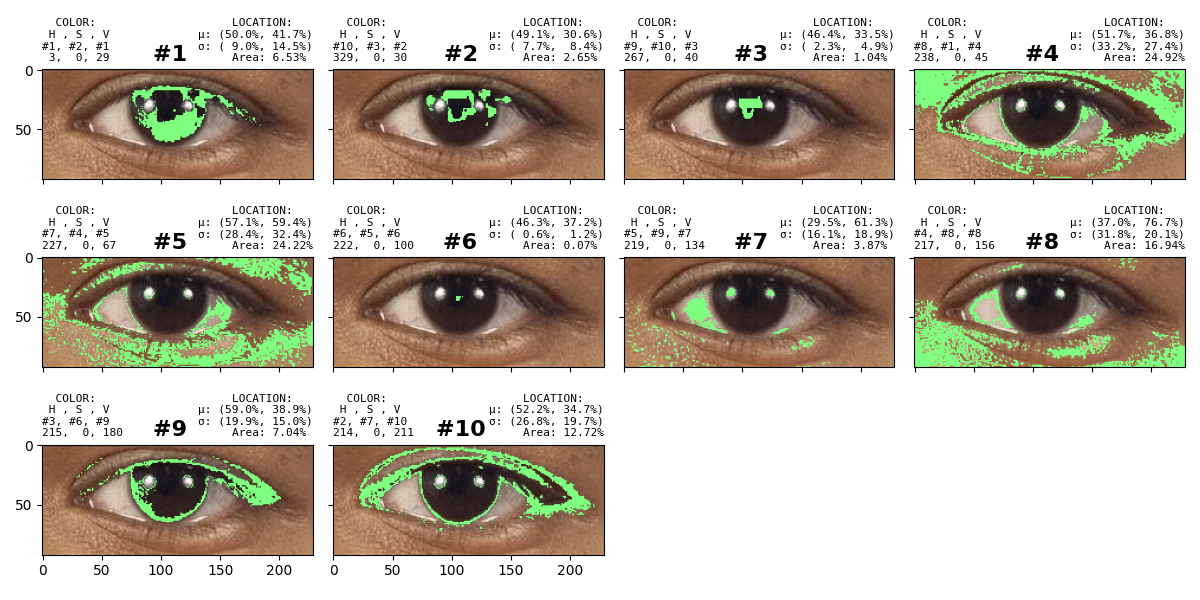 COLOR: LOCATION:
H , S , V μ: (50.0%, 41.7%)
#1, #2, #1 σ: ( 9.0%, 14.5%)
3, 0, 29 #1 Area: 6.53%
COLOR: LOCATION:
H , S , V μ: (49.1%, 30.6%)
#10, #3, #2 σ: ( 7.7%, 8.4%)
329, 0, 30 #2 Area: 2.65%
COLOR: LOCATION:
H , S , V μ: (46.4%, 33.5%)
#9, #10, #3 σ: ( 2.3%, 4.9%)
267, 0, 40 #3 Area: 1.04%
COLOR: LOCATION:
H , S , V μ: (51.7%, 36.8%)
#8, #1, #4 σ: (33.2%, 27.4%)
238, 0, 45 #4 Area: 24.92%
0
50
COLOR: LOCATION:
H , S , V μ: (57.1%, 59.4%)
#7, #4, #5 σ: (28.4%, 32.4%)
227, 0, 67 #5 Area: 24.22%
COLOR: LOCATION:
H , S , V μ: (46.3%, 37.2%)
#6, #5, #6 σ: ( 0.6%, 1.2%)
222, 0, 100 #6 Area: 0.07%
COLOR: LOCATION:
H , S , V μ: (29.5%, 61.3%)
#5, #9, #7 σ: (16.1%, 18.9%)
219, 0, 134 #7 Area: 3.87%
COLOR: LOCATION:
H , S , V μ: (37.0%, 76.7%)
#4, #8, #8 σ: (31.8%, 20.1%)
217, 0, 156 #8 Area: 16.94%
0
50
COLOR: LOCATION:
H , S , V μ: (59.0%, 38.9%)
#3, #6, #9 σ: (19.9%, 15.0%)
215, 0, 180 #9 Area: 7.04%
COLOR: LOCATION:
H , S , V μ: (52.2%, 34.7%)
#2, #7, #10 σ: (26.8%, 19.7%)
214, 0, 211 #10 Area: 12.72%
0
50
0 50 100 150 200
0 50 100 150 200